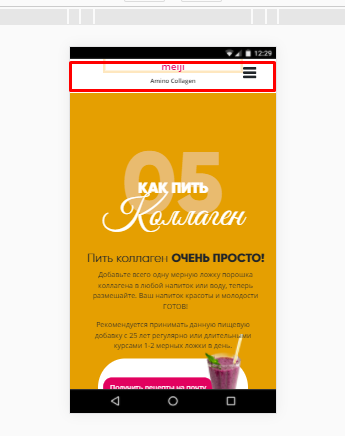 12:29
meiji
Amino Collagen
05
КАК ПИТЬ
Коллаген
Пить коллаген ОЧЕНЬ ПРОСТО!
Добавьте всего одну мерную ложку порошка
коллагена в любой напиток или воду, теперь
размешайте. Ваш напиток красоты и молодости
ГОТОВ!
Рекомендуется принимать данную пищевую
добавку с 25 лет регулярно или длительными
курсами 1-2 мерных ложки в день.
Получить рецепты на почту